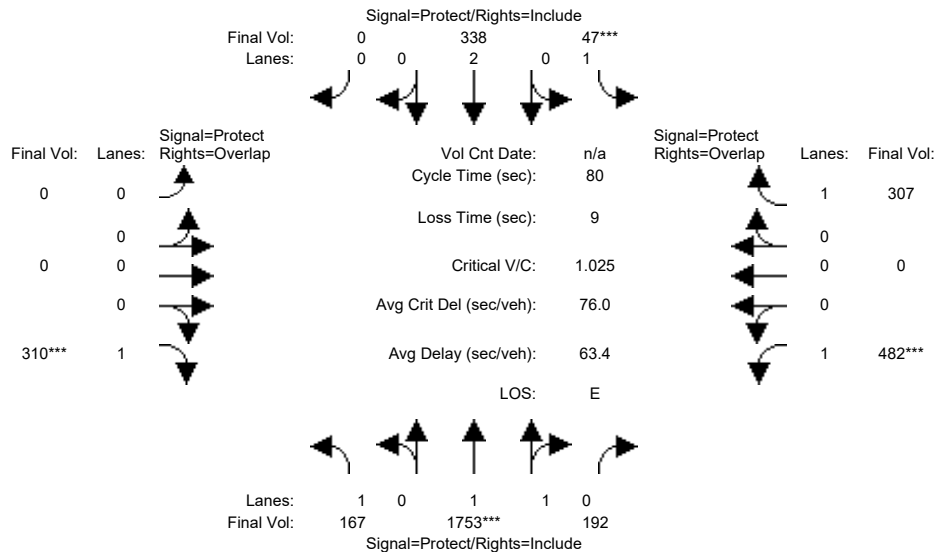 Signal=Protect/Rights=Include
Final Vol: 0 338 47***
Lanes: 0 0 2 0 1
Signal=Protect Signal=Protect
Final Vol: Lanes: Rights=Overlap Vol Cnt Date: n/a Rights=Overlap Lanes: Final Vol:
Cycle Time (sec): 80
0 0 1 307
Loss Time (sec): 9
0 0
0 0 Critical V/C: 1.025 0 0
0 Avg Crit Del (sec/veh): 76.0 0
310*** 1 Avg Delay (sec/veh): 63.4 1 482***
LOS: E
Lanes: 1 0 1 1 0
Final Vol: 167 1753*** 192
Signal=Protect/Rights=Include